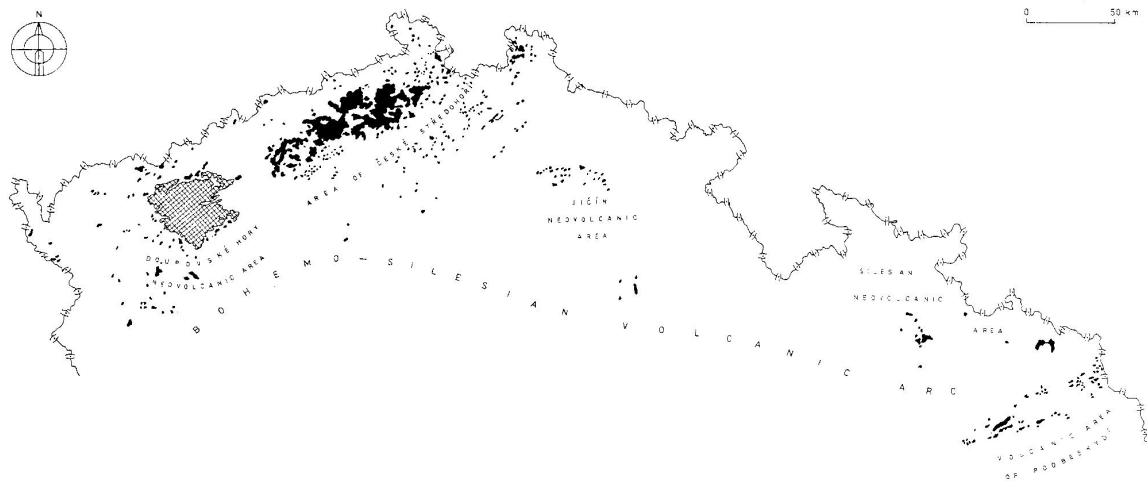 N
0 50 km
AREA OF ČESKÉ STŘEDOHOŘÍ
JIČÍN
NEOVOLCANIC
AREA
DOUPOVSKÉ HORY
NEOVOLCANIC AREA
BOHEMO – SILESIAN VOLCANIC ARC
SILESIAN
NEOVOLCANIC
AREA
VOLCANIC AREA
OF PODBESKYDÍ